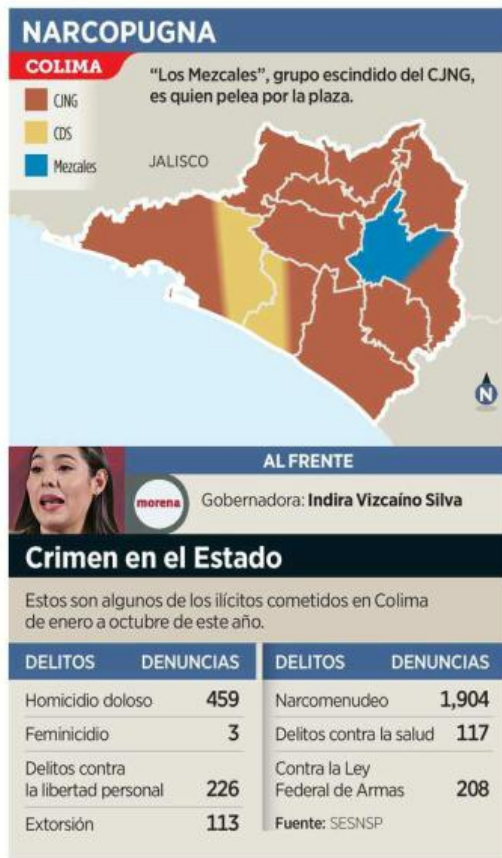 NARCOPUGNA
COLIMA
CJNG
CDS
Mezcales
“Los Mezcales”, grupo escindido del CJNG,
es quien pelea por la plaza.
JALISCO
N
AL FRENTE
morena
Gobernadora: Indira Vizcaíno Silva
Crimen en el Estado
Estos son algunos de los ilícitos cometidos en Colima
de enero a octubre de este año.
DELITOS DENUNCIAS
Homicidio doloso 459
Feminicidio 3
Delitos contra
la libertad personal 226
Extorsión 113
DELITOS DENUNCIAS
Narcomenudeo 1,904
Delitos contra la salud 117
Contra la Ley
Federal de Armas 208
Fuente: SESNSP